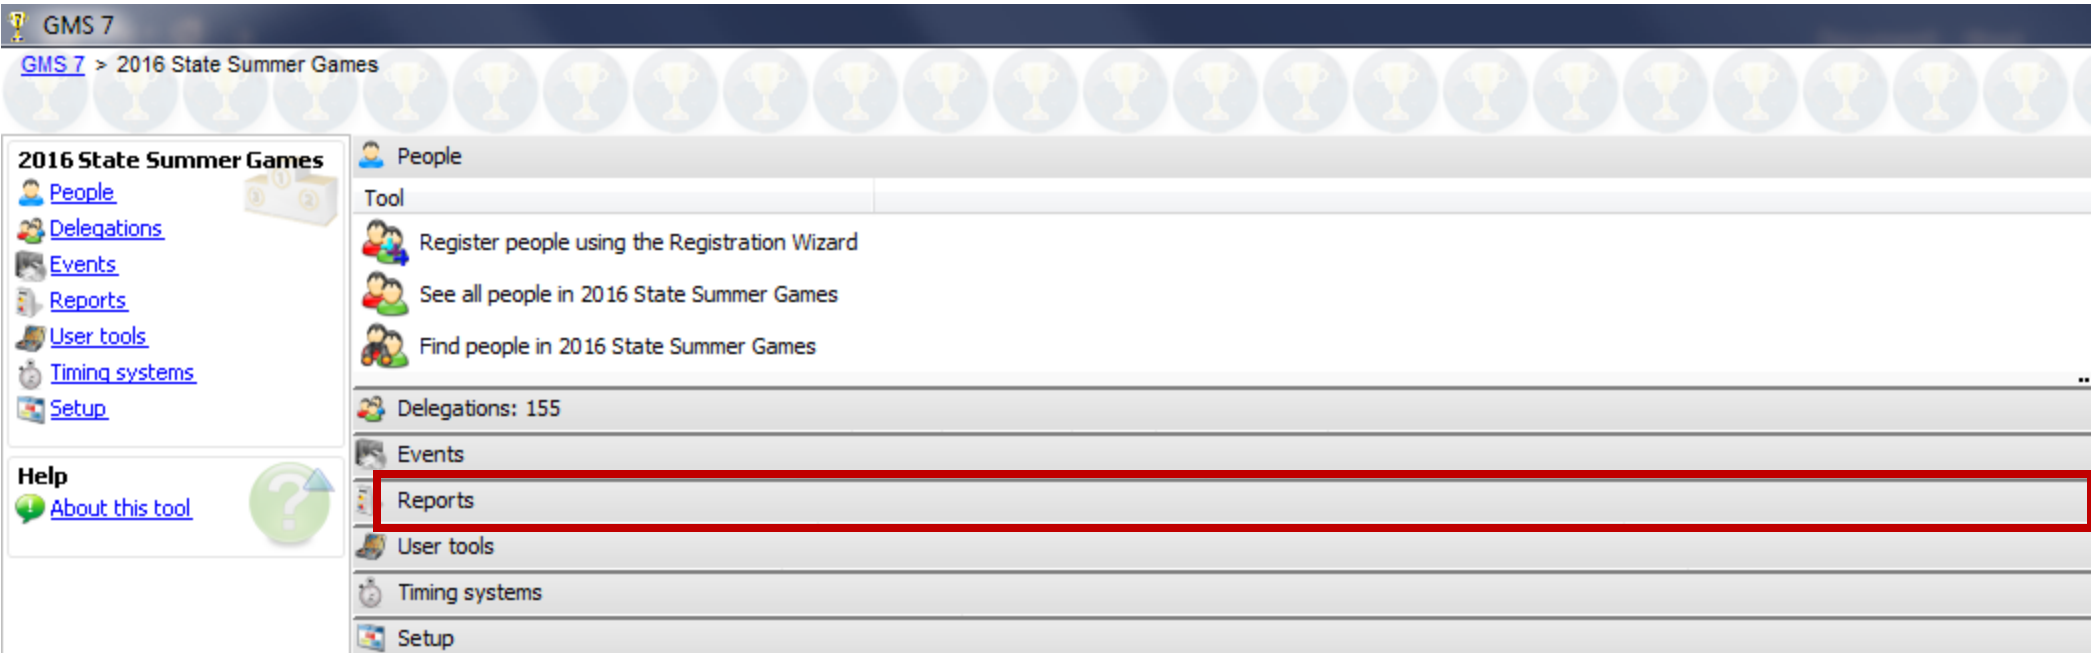 GMS 7
GMS 7 > 2016 State Summer Games
2016 State Summer Games
People
Delegations
Events
Reports
User tools
Timing systems
Setup
Help
About this tool
People
Tool
Register people using the Registration Wizard
See all people in 2016 State Summer Games
Find people in 2016 State Summer Games
Delegations: 155
Events
Reports
User tools
Timing systems
Setup